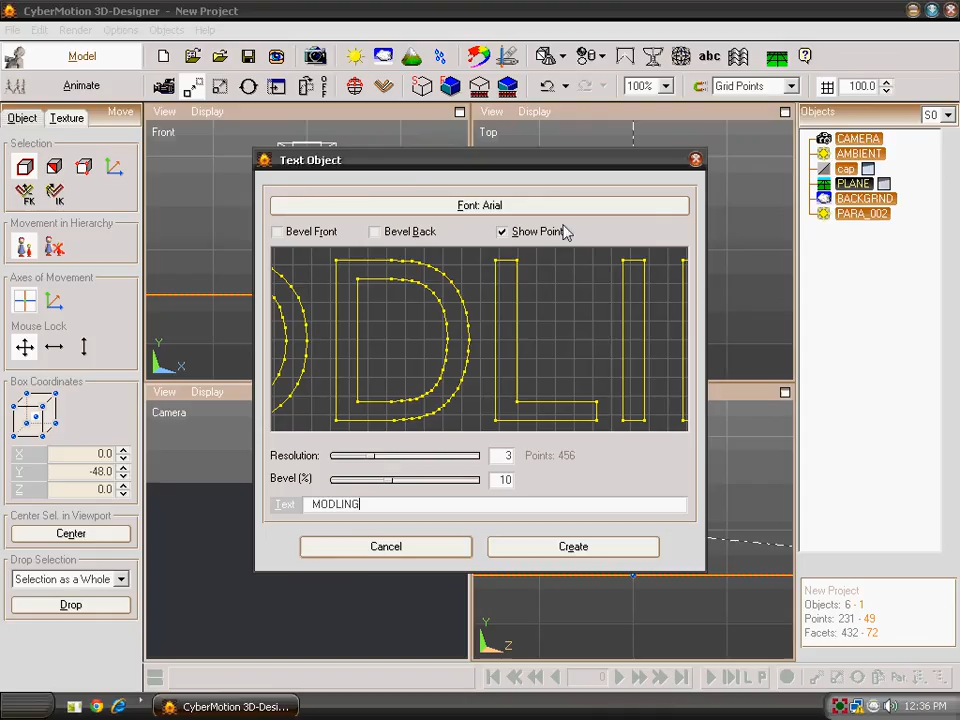 CyberMotion 3D-Designer - New Project
File Edit Render Options Objects Help
Model
abc
Animate
100%
Grid Points
100.0
Object Texture Move
View Display
View Display
Objects
S0
Front
Top
Selection
FK
IK
CAMERA
AMBIENT
cap
PLANE
BACKGRND
PARA_002
Text Object
Font: Arial
Bevel Front
Bevel Back
Show Point
Movement in Hierarchy
Axes of Movement
Mouse Lock
Y
X
View Display
Box Coordinates
Camera
X 0.0
Y -48.0
Z 0.0
Resolution: 3 Points: 456
Bevel (%) 10
Text MODLING
Cancel
Create
Center Sel. in Viewport
Center
Drop Selection
Selection as a Whole
Drop
Y
Z
New Project
Objects: 6 - 1
Points: 231 - 49
Facets: 432 - 72
0
L P
Par
CyberMotion 3D-Desi...
12:36 PM